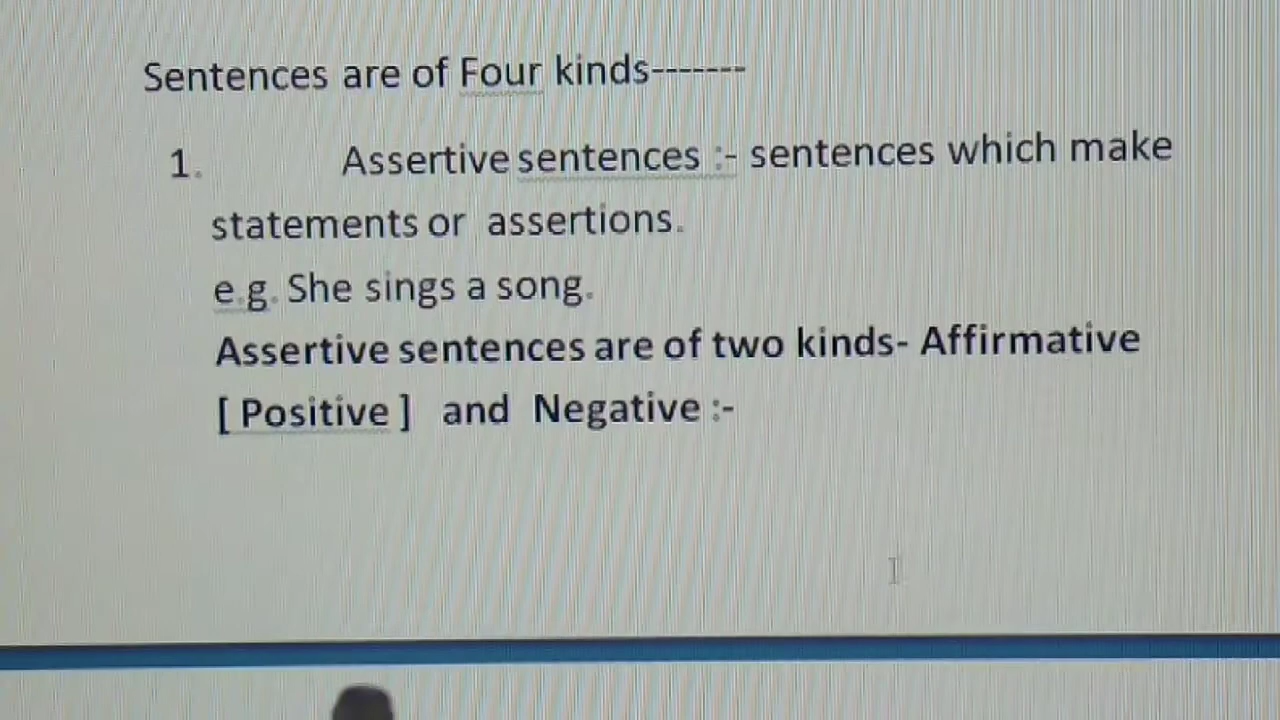 Sentences are of Four kinds-------
1. Assertive sentences :- sentences which make
statements or assertions.
e.g. She sings a song.
Assertive sentences are of two kinds- Affirmative
[ Positive ] and Negative :-